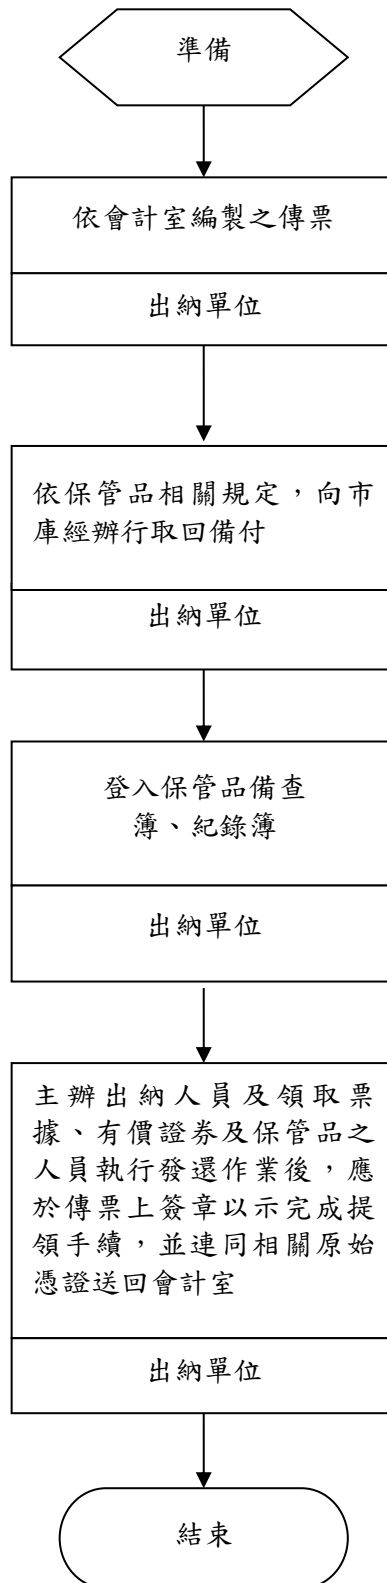 準備
依會計室編製之傳票
出納單位
依保管品相關規定，向市
庫經辦行取回備付
出納單位
登入保管品備查
簿、紀錄簿
出納單位
主辦出納人員及領取票
據、有價證券及保管品之
人員執行發還作業後，應
於傳票上簽章以示完成提
領手續，並連同相關原始
憑證送回會計室
出納單位
結束